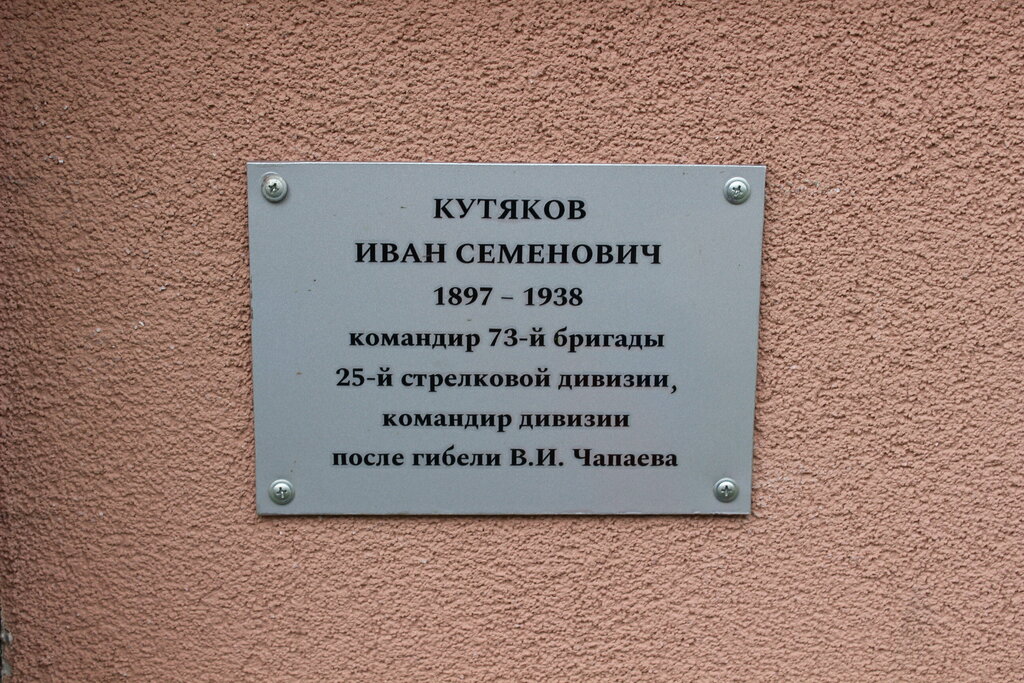 КУТЯКОВ
ИВАН СЕМЕНОВИЧ
1897 – 1938
командир 73-й бригады
25-й стрелковой дивизии,
командир дивизии
после гибели В.И. Чапаева